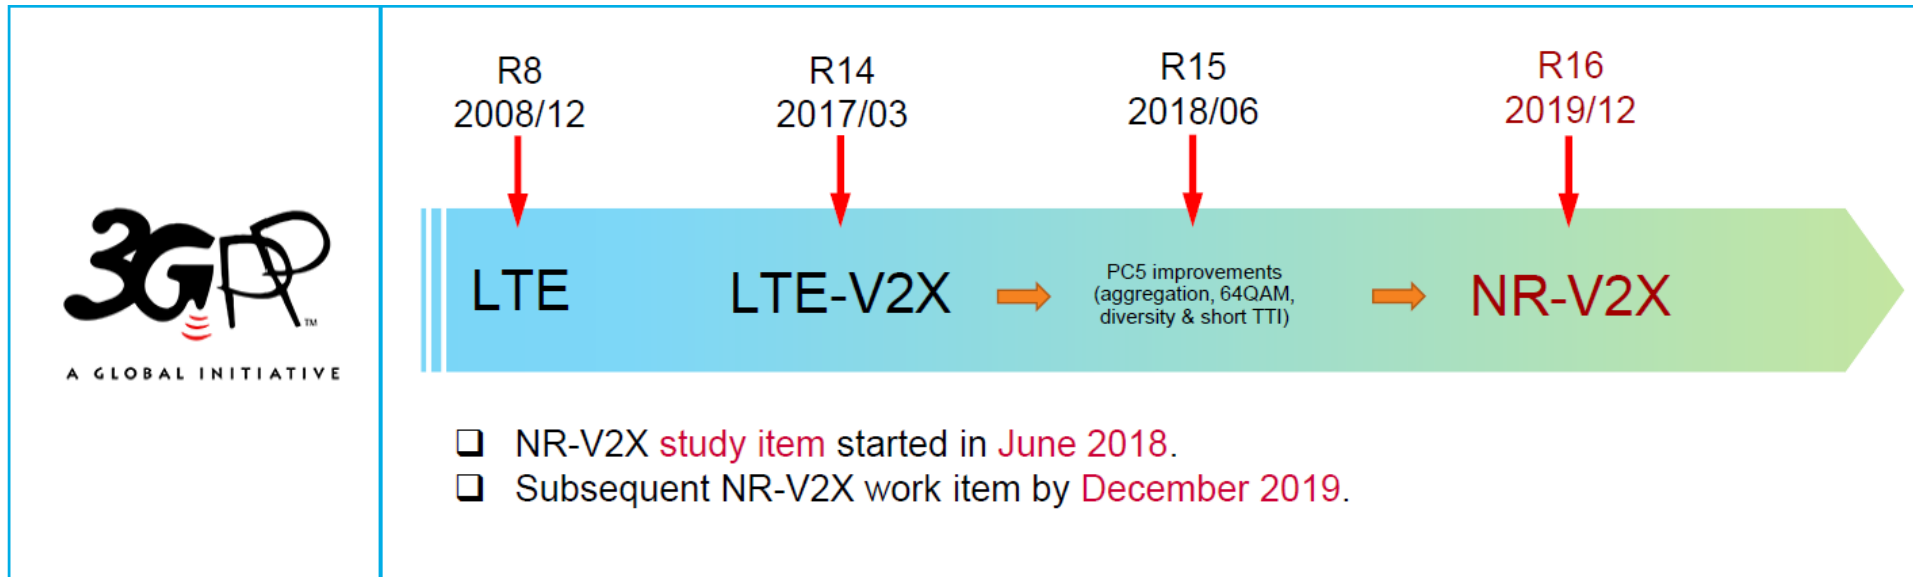 3GPP
TM
A GLOBAL INITIATIVE
R8
2008/12
R14
2017/03
R15
2018/06
R16
2019/12
LTE
LTE-V2X
PC5 improvements
(aggregation, 64QAM,
diversity & short TTI)
NR-V2X
NR-V2X study item started in June 2018.
Subsequent NR-V2X work item by December 2019.